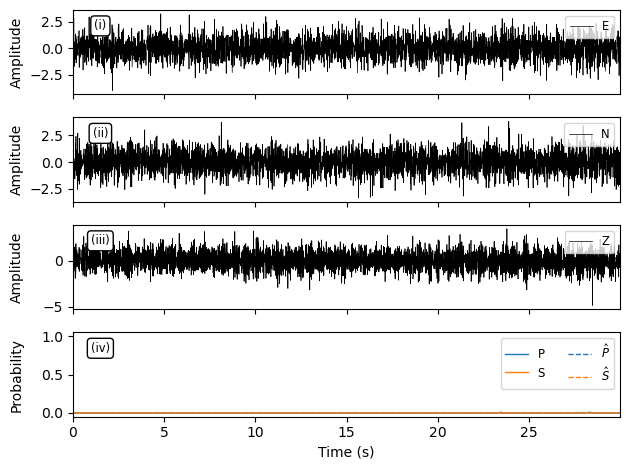 Amplitude
2.5
0.0
−2.5
(i)
E
Amplitude
2.5
0.0
−2.5
(ii)
N
Amplitude
0
−5
(iii)
Z
Probability
1.0
0.5
0.0
(iv)
P
S
P̂
Ŝ
0 5 10 15 20 25
Time (s)